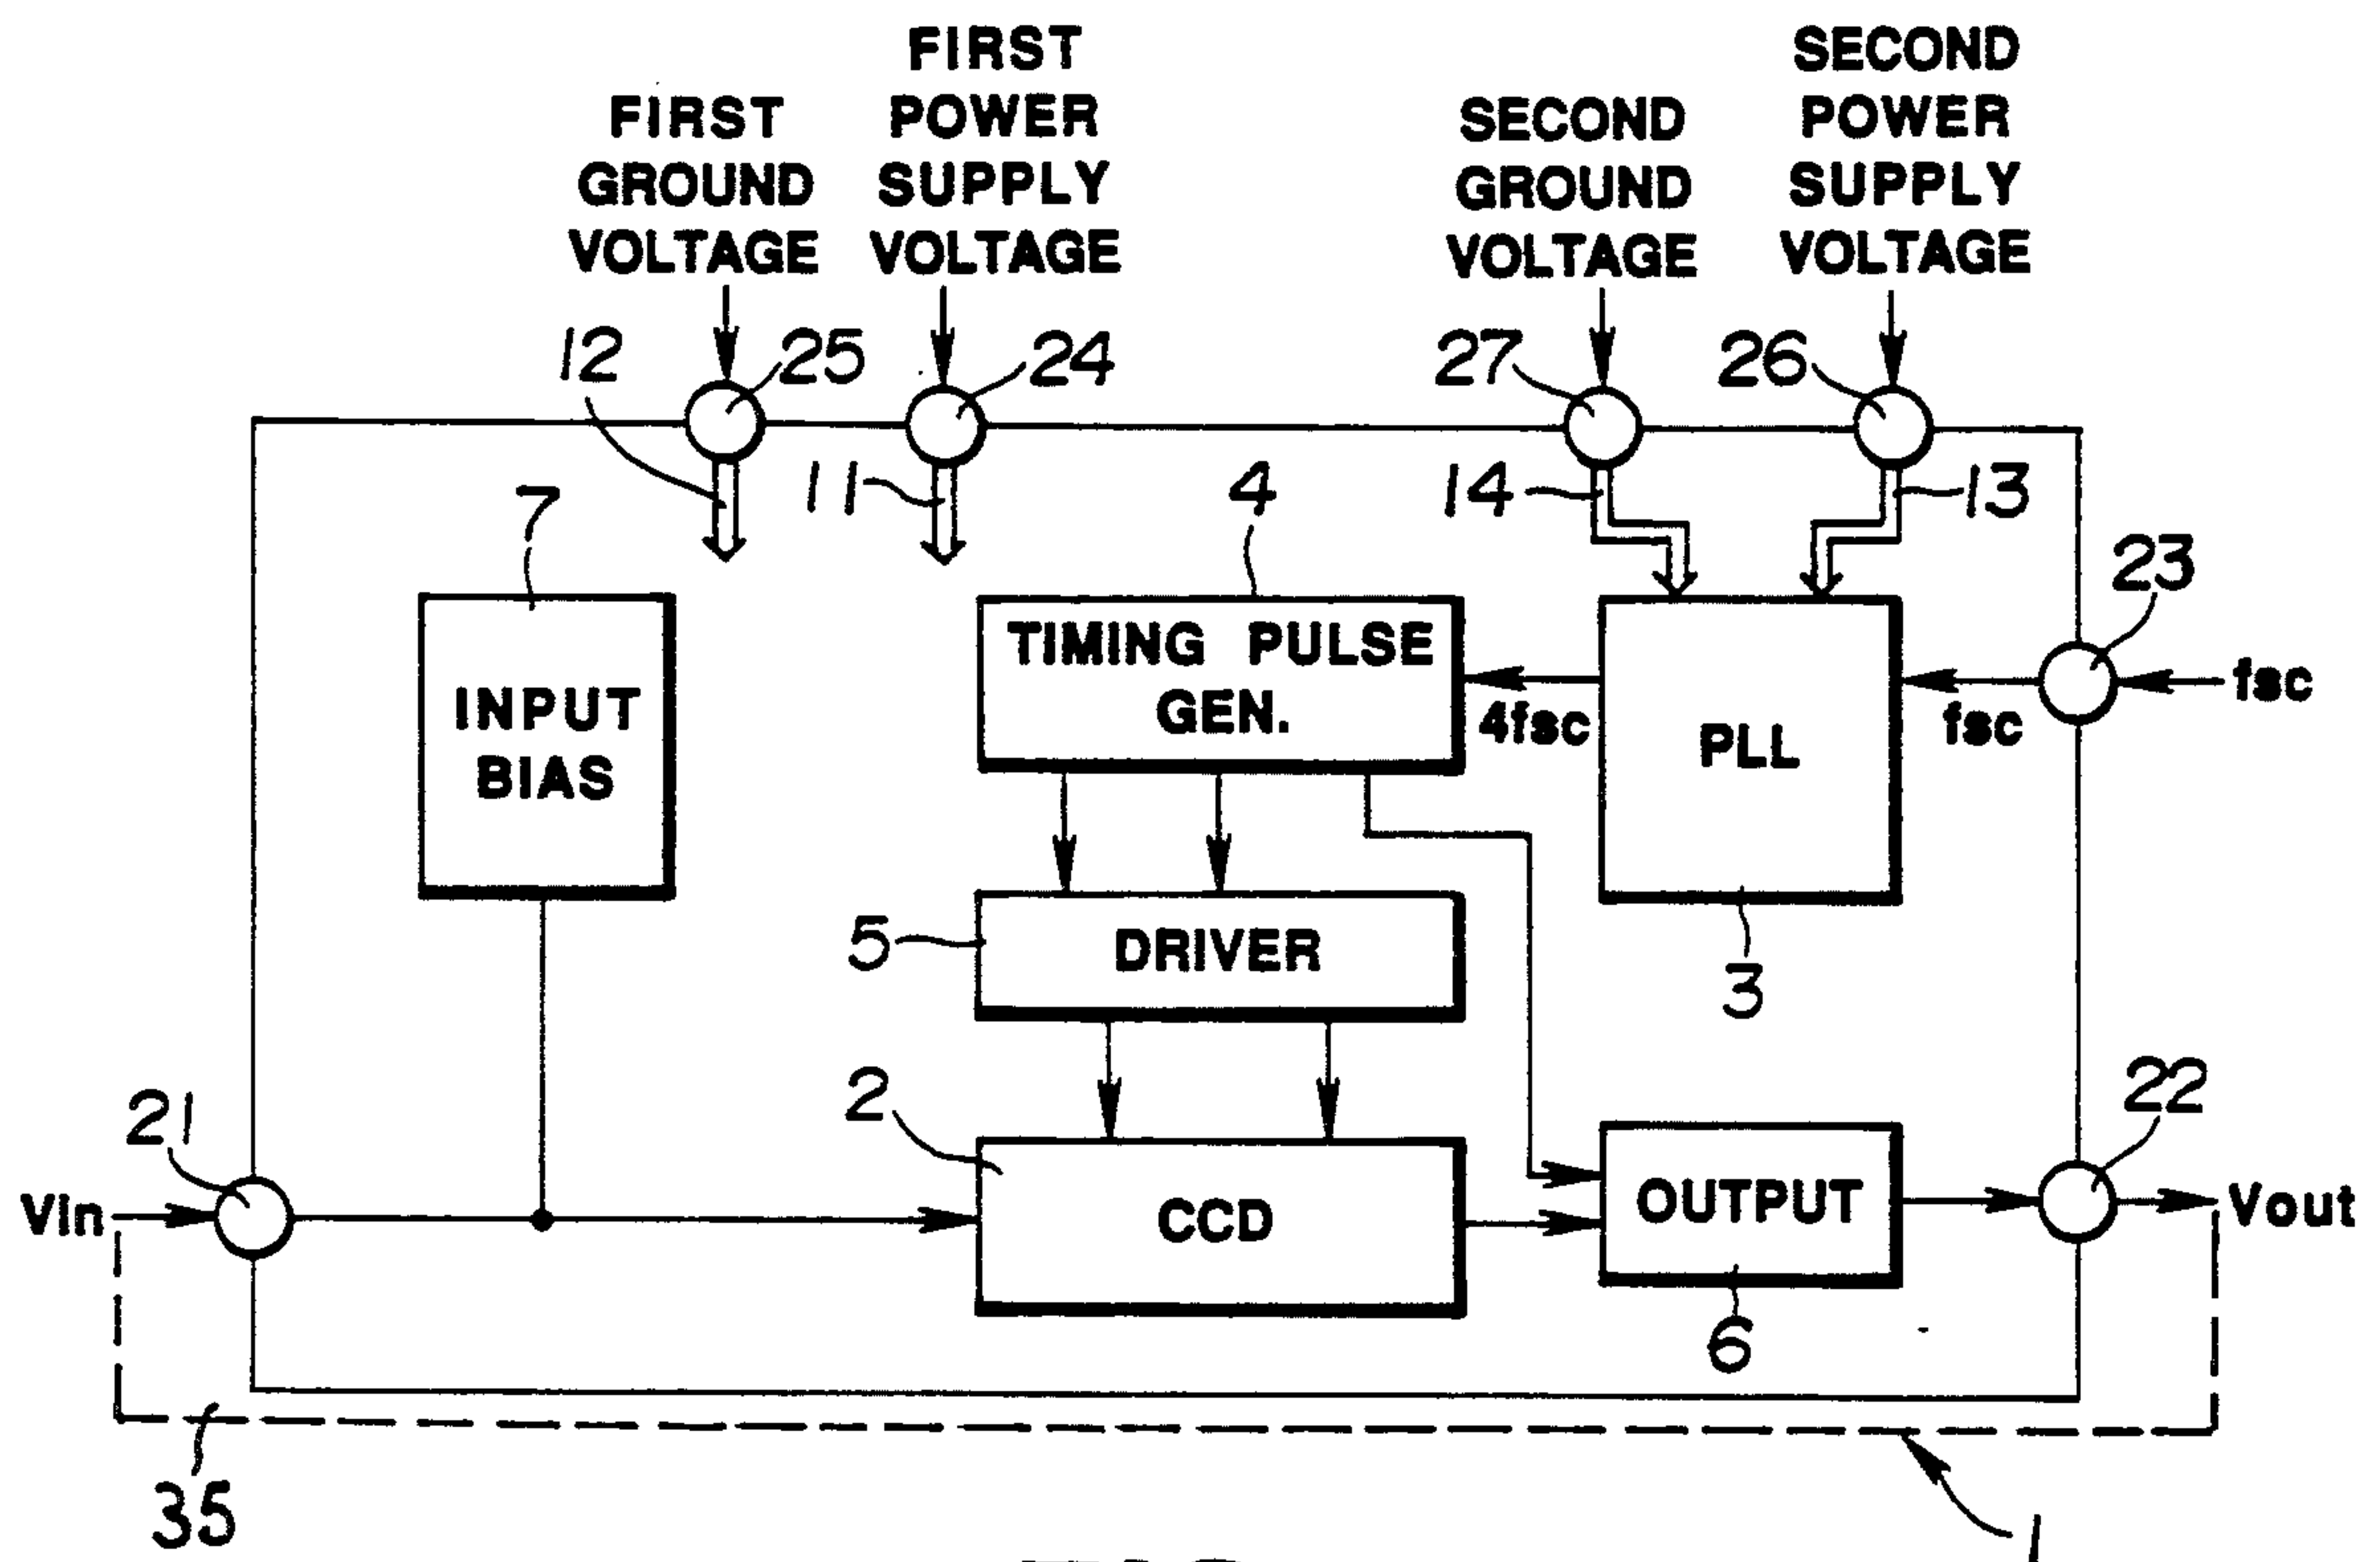 FIRST
GROUND
VOLTAGE
FIRST
POWER
SUPPLY
VOLTAGE
SECOND
GROUND
VOLTAGE
SECOND
POWER
SUPPLY
VOLTAGE
12
25
24
27
26
7
11
4
14
13
23
INPUT
BIAS
TIMING PULSE
GEN.
4fsc
PLL
fsc
fsc
5
DRIVER
3
21
2
22
Vin
CCD
OUTPUT
Vout
6
35
1